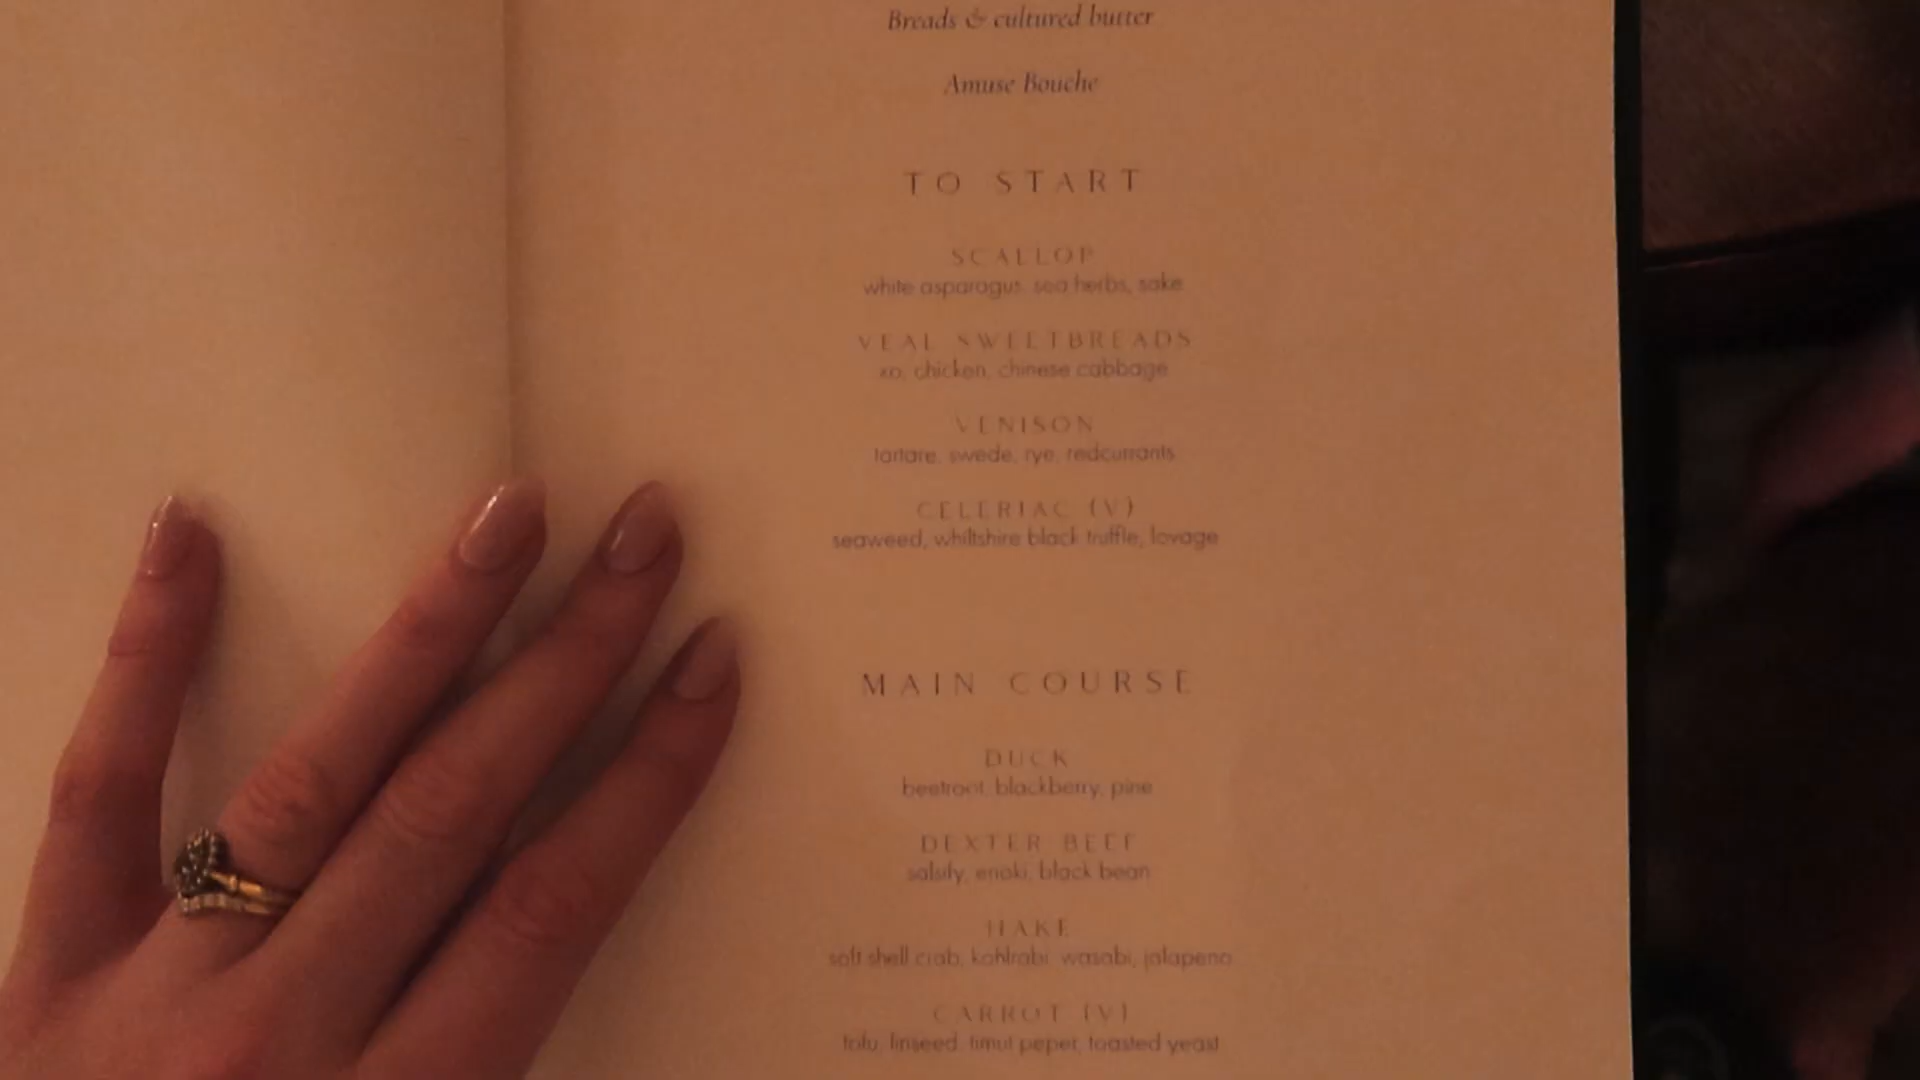 Breads & cultured butter
Amuse Bouche
TO START
SCALLOP
white asparagus, sea herbs, sake
VEAL SWEETBREADS
xo, chicken, chinese cabbage
VENISON
tartare, swede, rye, redcurrants
CELERIAC (V)
seaweed, whiltshire black truffle, lovage
MAIN COURSE
DUCK
beetroot, blackberry, pine
DEXTER BEEF
salsify, enoki, black bean
HAKE
soft shell crab, kohlrabi, wasabi, jalapeno
CARROT (V)
tofu, linseed, timut peper, toasted yeast